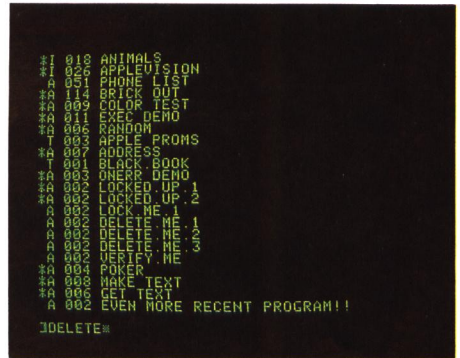 *I 018 ANIMALS
*I 026 APPLEVISION
A 051 PHONE LIST
*A 114 BRICK OUT
*A 009 COLOR TEST
*A 011 EXEC DEMO
*A 006 RANDOM
T 003 APPLE PROMS
*A 007 ADDRESS
T 001 BLACK.BOOK
*A 003 ONERR DEMO
*A 002 LOCKED.UP.1
*A 002 LOCKED.UP.2
A 002 LOCK.ME.1
A 002 DELETE.ME.1
A 002 DELETE.ME.2
A 002 DELETE.ME.3
A 002 VERIFY.ME
*A 004 POKER
*A 008 MAKE TEXT
*A 006 GET TEXT
A 002 EVEN MORE RECENT PROGRAM!!
]DELETE